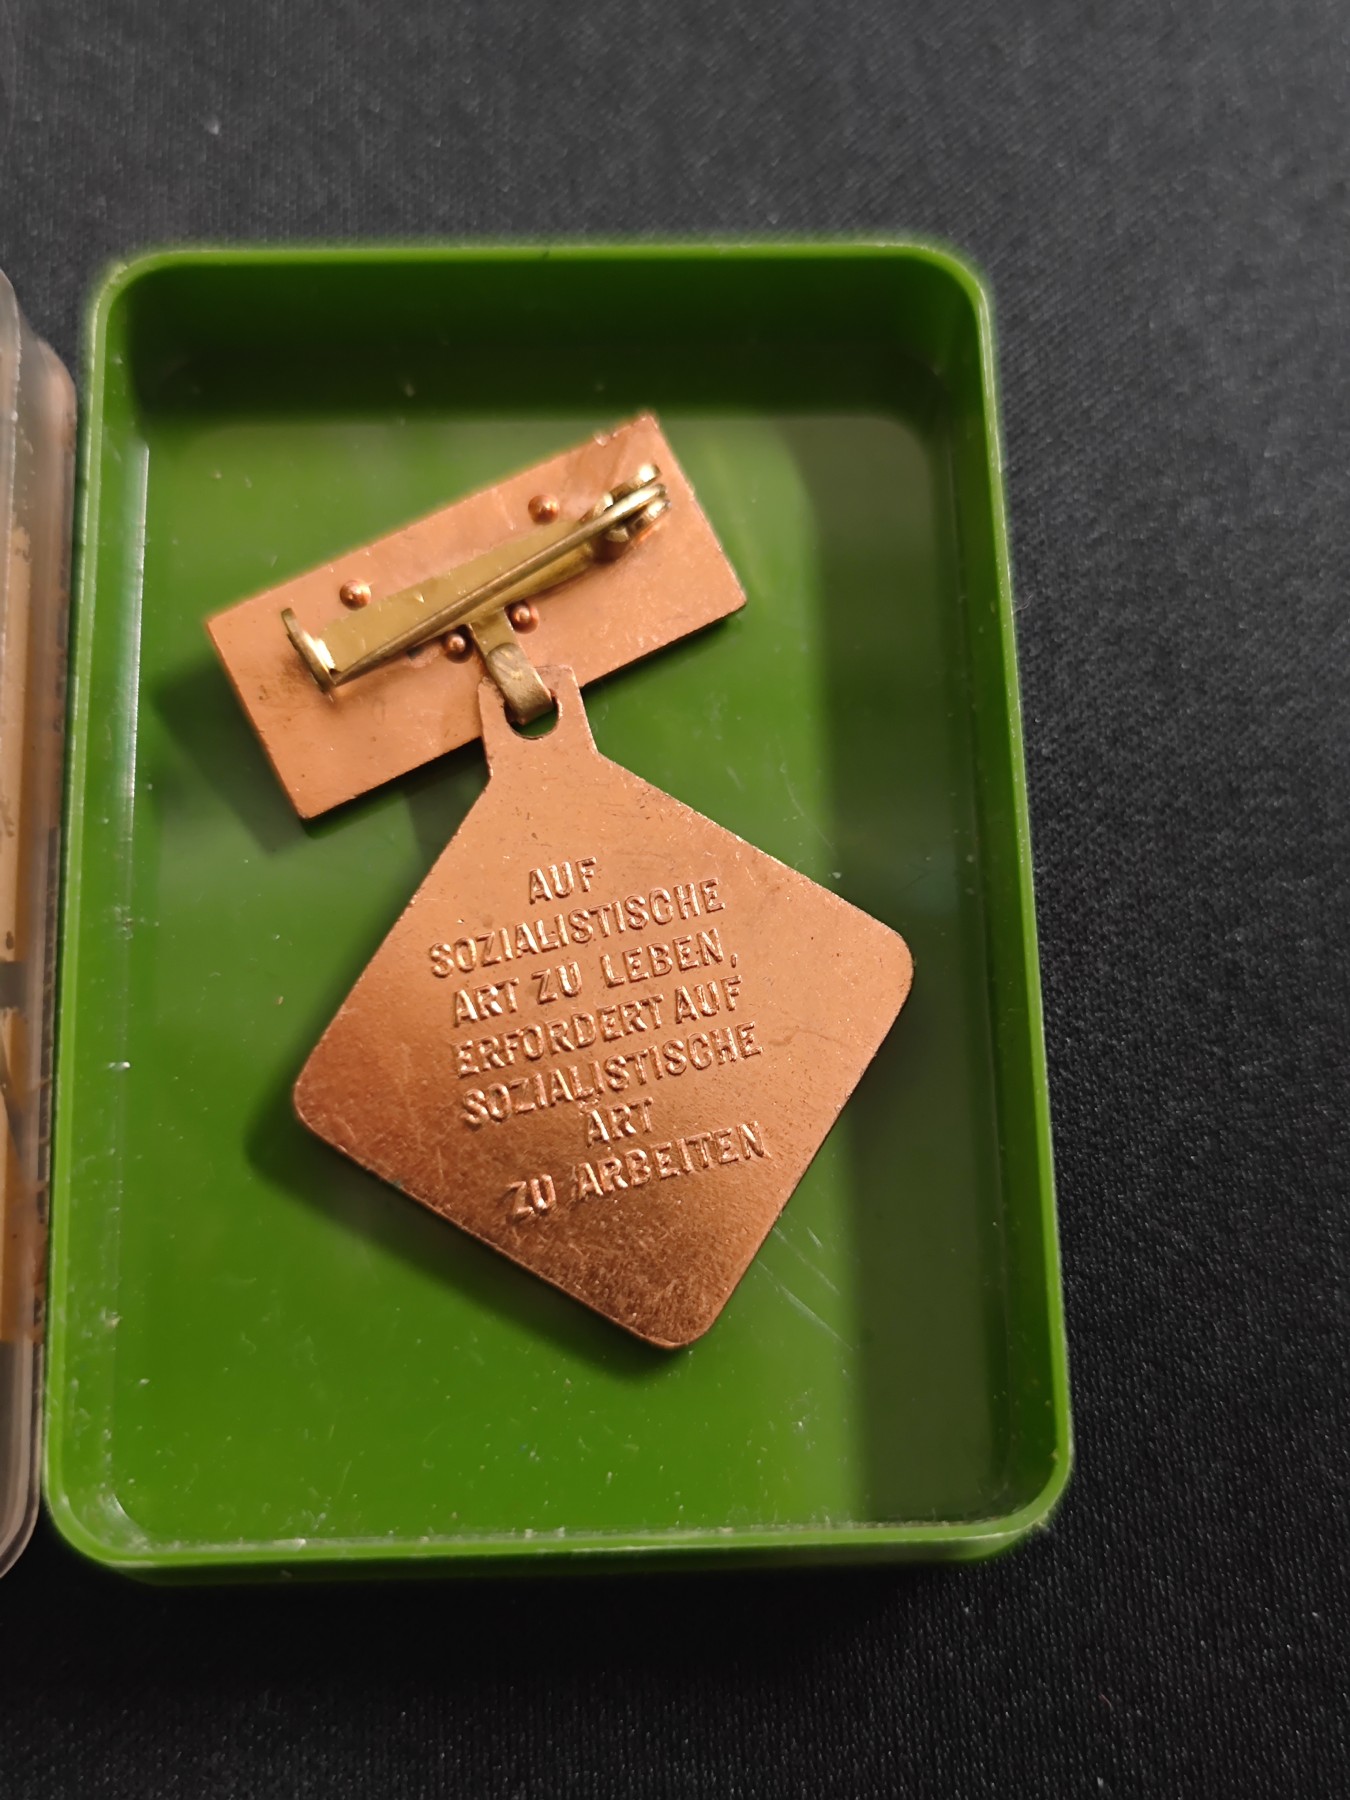 AUF
SOZIALISTISCHE
ART ZU LEBEN,
ERFORDERT AUF
SOZIALISTISCHE
ART
ZU ARBEITEN